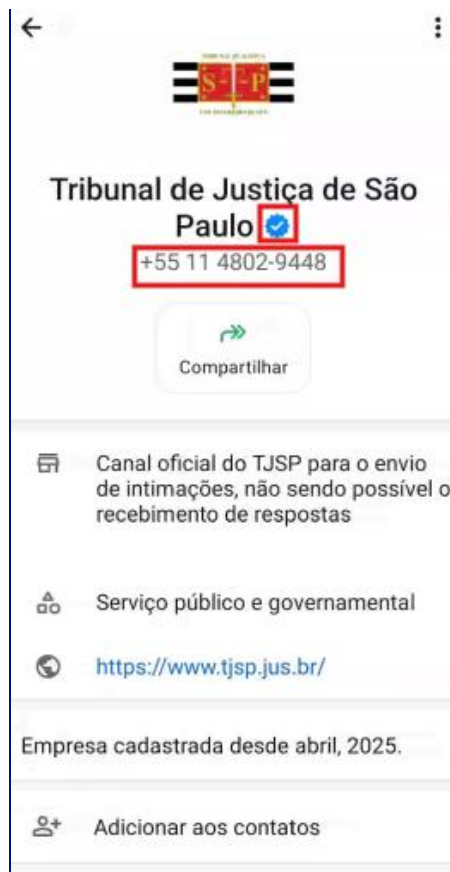 S P
Tribunal de Justiça de São
Paulo
+55 11 4802-9448
Compartilhar
Canal oficial do TJSP para o envio
de intimações, não sendo possível o
recebimento de respostas
Serviço público e governamental
https://www.tjsp.jus.br/
Empresa cadastrada desde abril, 2025.
Adicionar aos contatos